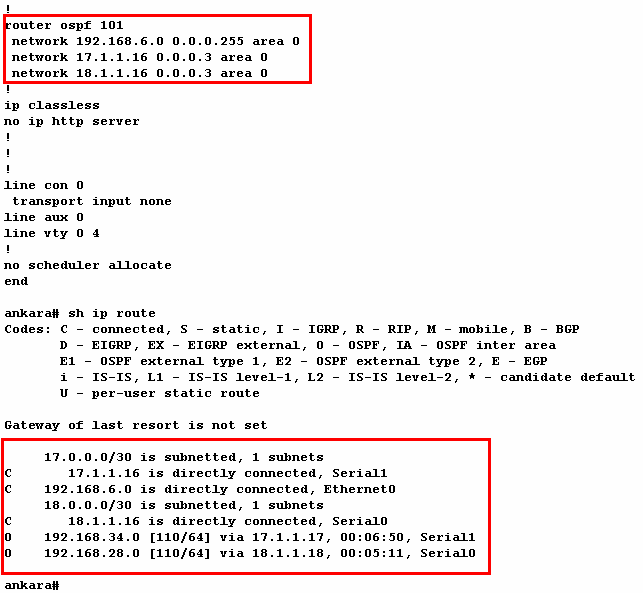 !
router ospf 101
 network 192.168.6.0 0.0.0.255 area 0
 network 17.1.1.16 0.0.0.3 area 0
 network 18.1.1.16 0.0.0.3 area 0
!
ip classless
no ip http server
!
!
!
line con 0
 transport input none
line aux 0
line vty 0 4
!
no scheduler allocate
end

ankara# sh ip route
Codes: C - connected, S - static, I - IGRP, R - RIP, M - mobile, B - BGP
       D - EIGRP, EX - EIGRP external, O - OSPF, IA - OSPF inter area
       E1 - OSPF external type 1, E2 - OSPF external type 2, E - EGP
       i - IS-IS, L1 - IS-IS level-1, L2 - IS-IS level-2, * - candidate default
       U - per-user static route

Gateway of last resort is not set

     17.0.0.0/30 is subnetted, 1 subnets
C       17.1.1.16 is directly connected, Serial1
C    192.168.6.0 is directly connected, Ethernet0
     18.0.0.0/30 is subnetted, 1 subnets
C       18.1.1.16 is directly connected, Serial0
O    192.168.34.0 [110/64] via 17.1.1.17, 00:06:50, Serial1
O    192.168.28.0 [110/64] via 18.1.1.18, 00:05:11, Serial0

ankara#